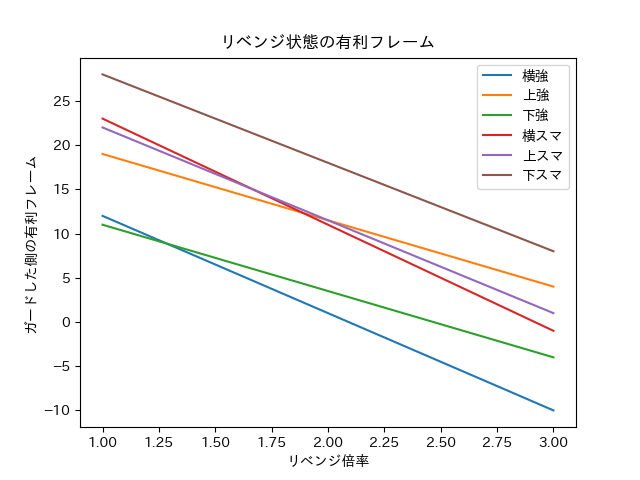 リベンジ状態の有利フレーム
ガードした側の有利フレーム
25
20
15
10
5
0
−5
−10
横強
上強
下強
横スマ
上スマ
下スマ
1.00 1.25 1.50 1.75 2.00 2.25 2.50 2.75 3.00
リベンジ倍率